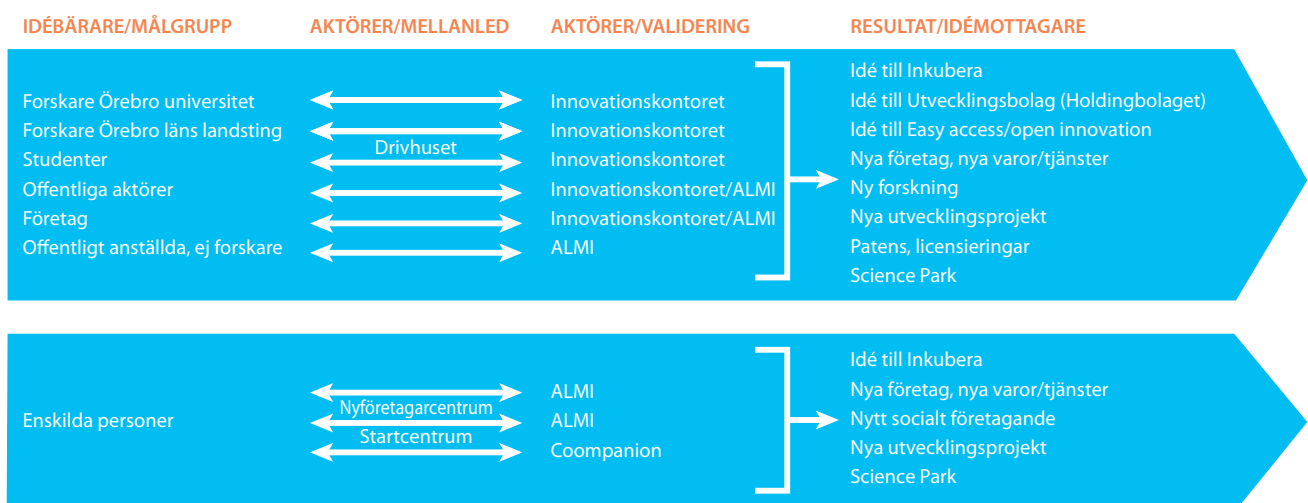 IDÉBÄRARE/MÅLGRUPP AKTÖRER/MELLANLED AKTÖRER/VALIDERING RESULTAT/IDÉMOTTAGARE
Forskare Örebro universitet
Forskare Örebro läns landsting
Studenter
Offentliga aktörer
Företag
Offentligt anställda, ej forskare
Drivhuset
Innovationskontoret
Innovationskontoret
Innovationskontoret
Innovationskontoret/ALMI
Innovationskontoret/ALMI
ALMI
Idé till Inkubera
Idé till Utvecklingsbolag (Holdingbolaget)
Idé till Easy access/open innovation
Nya företag, nya varor/tjänster
Ny forskning
Nya utvecklingsprojekt
Patens, licensieringar
Science Park
Enskilda personer
Nyföretagarcentrum
Startcentrum
ALMI
ALMI
Coompanion
Idé till Inkubera
Nya företag, nya varor/tjänster
Nytt socialt företagande
Nya utvecklingsprojekt
Science Park